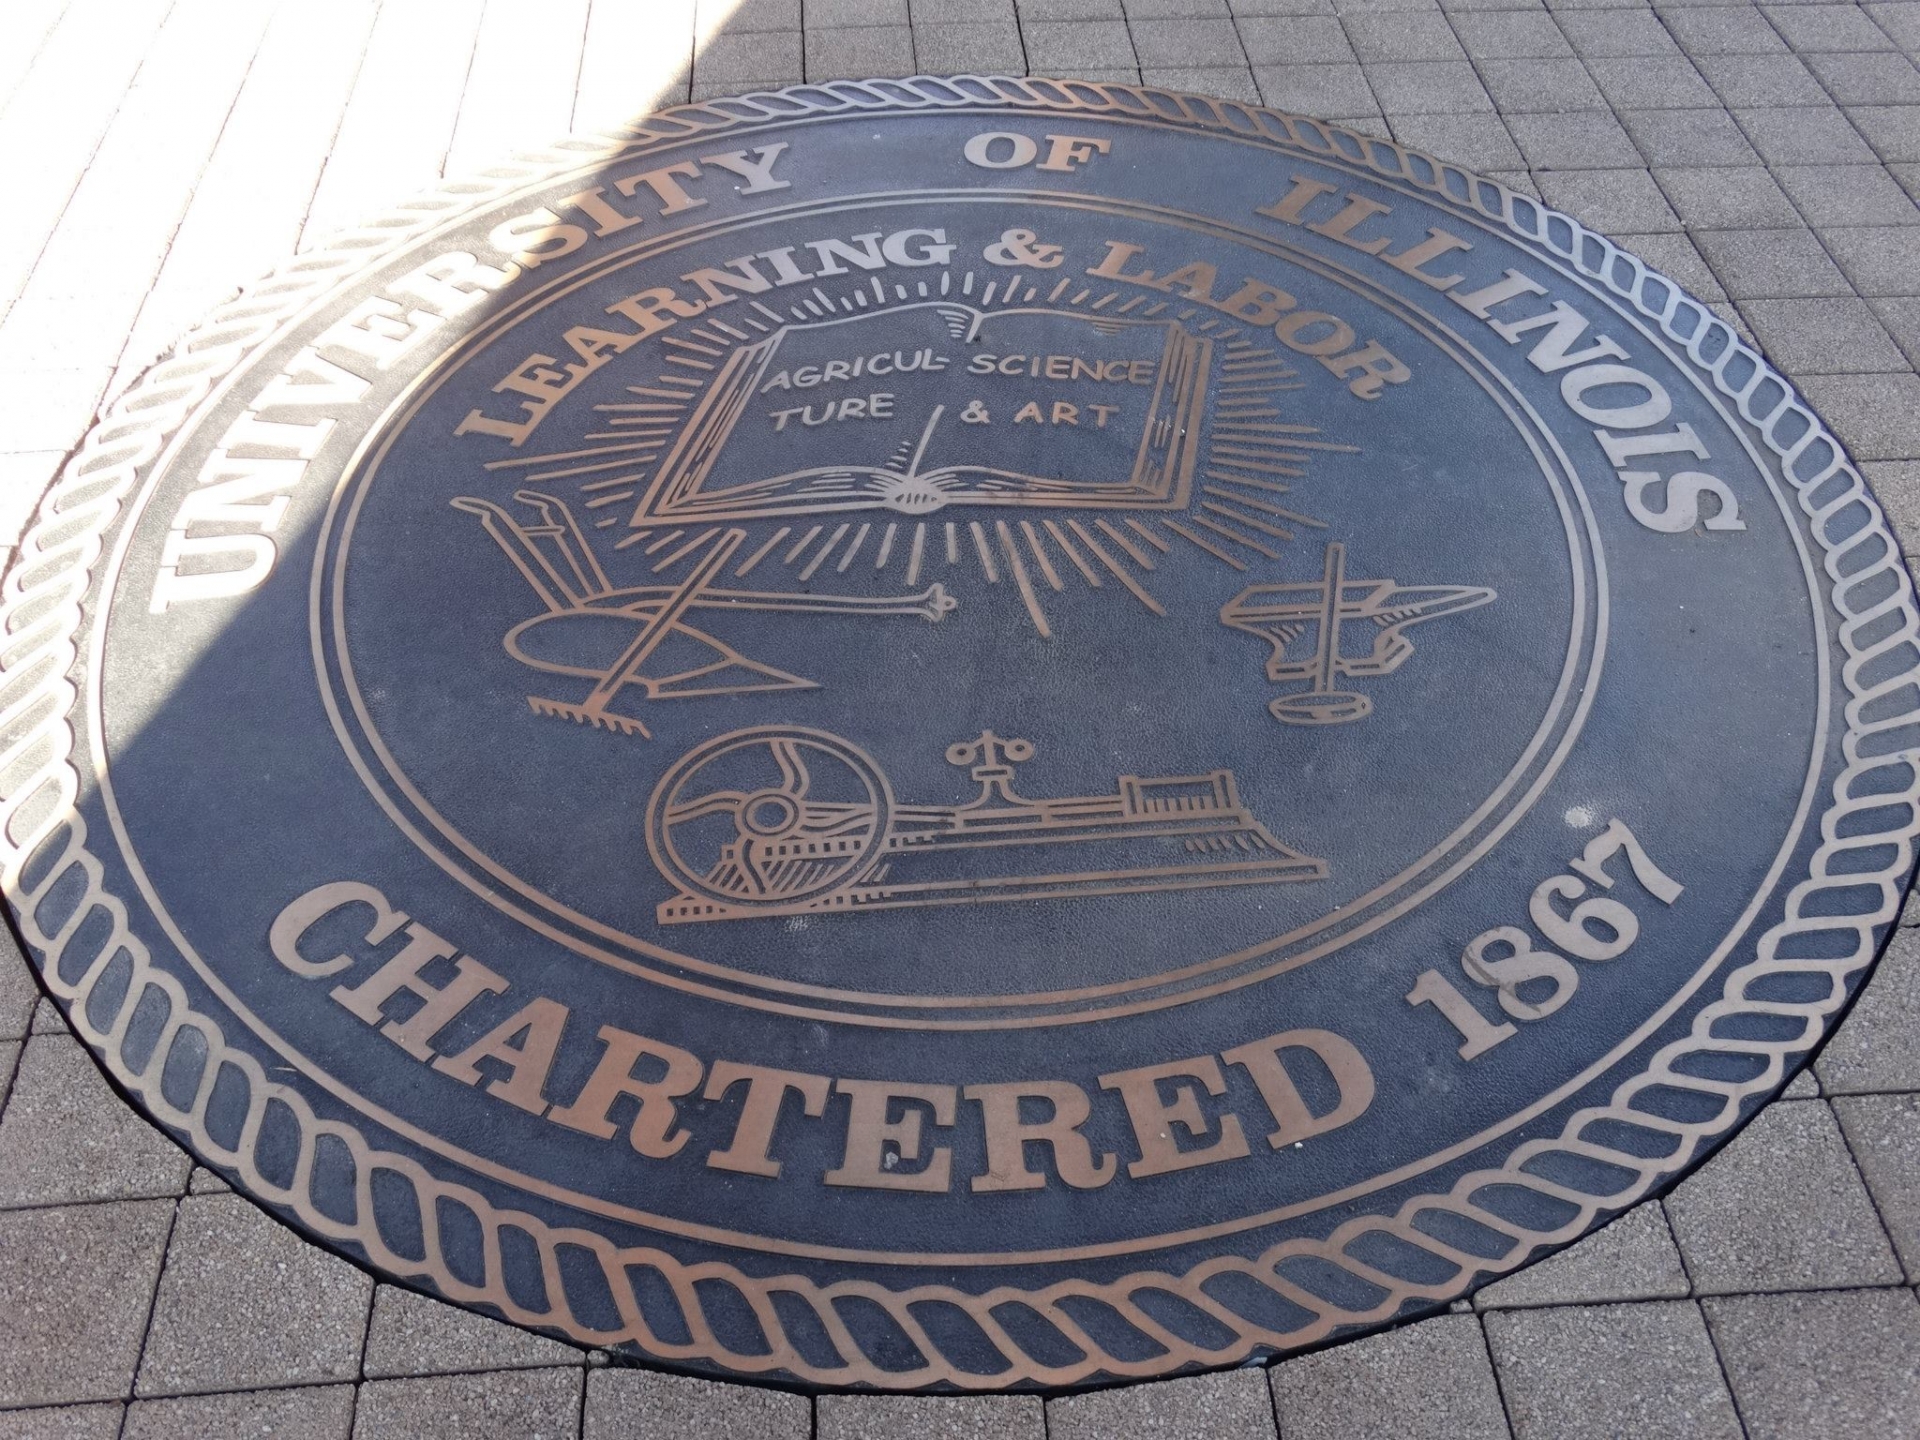 UNIVERSITY OF ILLINOIS
LEARNING & LABOR
AGRICUL-
TURE
SCIENCE
& ART
CHARTERED 1867